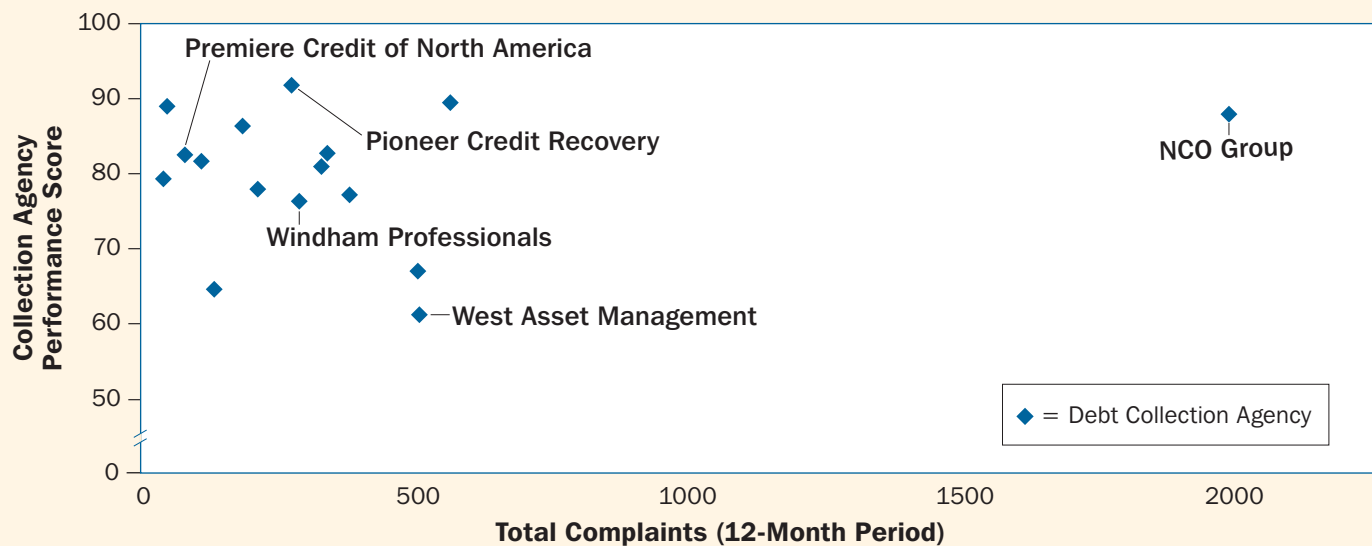 100
Premiere Credit of North America
90
Pioneer Credit Recovery
NCO Group
80
Windham Professionals
70
West Asset Management
60
50
= Debt Collection Agency
0
Collection Agency
Performance Score
0 500 1000 1500 2000
Total Complaints (12-Month Period)